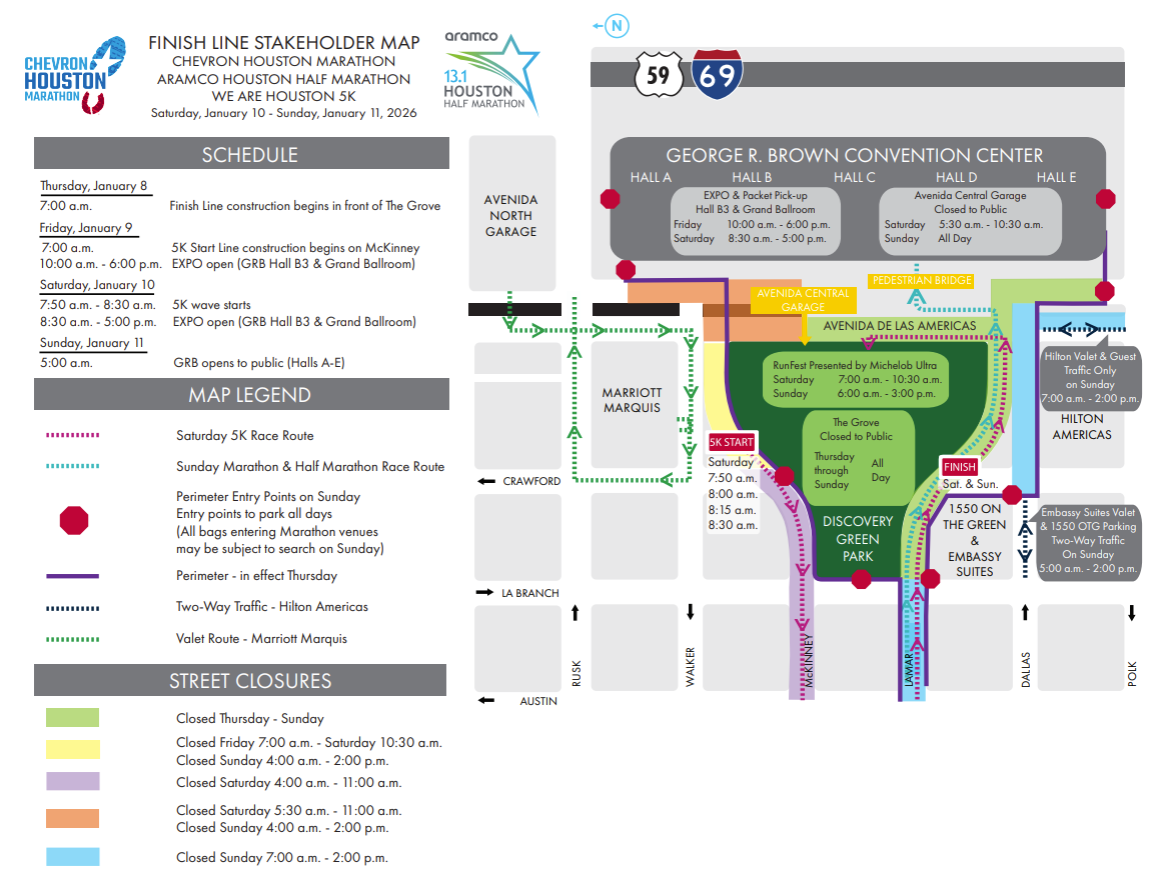 CHEVRON
HOUSTON
MARATHON
FINISH LINE STAKEHOLDER MAP
CHEVRON HOUSTON MARATHON
ARAMCO HOUSTON HALF MARATHON
WE ARE HOUSTON 5K
Saturday, January 10 - Sunday, January 11, 2026
aramco
13.1
HOUSTON
HALF MARATHON
SCHEDULE
Thursday, January 8
7:00 a.m. Finish Line construction begins in front of The Grove
Friday, January 9
7:00 a.m. 5K Start Line construction begins on McKinney
10:00 a.m. - 6:00 p.m. EXPO open (GRB Hall B3 & Grand Ballroom)
Saturday, January 10
7:50 a.m. - 8:30 a.m. 5K wave starts
8:30 a.m. - 5:00 p.m. EXPO open (GRB Hall B3 & Grand Ballroom)
Sunday, January 11
5:00 a.m. GRB opens to public (Halls A-E)
MAP LEGEND
Saturday 5K Race Route
Sunday Marathon & Half Marathon Race Route
Perimeter Entry Points on Sunday
Entry points to park all days
(All bags entering Marathon venues
may be subject to search on Sunday)
Perimeter - in effect Thursday
Two-Way Traffic - Hilton Americas
Valet Route - Marriott Marquis
STREET CLOSURES
Closed Thursday - Sunday
Closed Friday 7:00 a.m. - Saturday 10:30 a.m.
Closed Sunday 4:00 a.m. - 2:00 p.m.
Closed Saturday 4:00 a.m. - 11:00 a.m.
Closed Saturday 5:30 a.m. - 11:00 a.m.
Closed Sunday 4:00 a.m. - 2:00 p.m.
Closed Sunday 7:00 a.m. - 2:00 p.m.
N
59
69
GEORGE R. BROWN CONVENTION CENTER
HALL A HALL B HALL C HALL D HALL E
EXPO & Packet Pick-up
Hall B3 & Grand Ballroom
Friday 10:00 a.m. - 6:00 p.m.
Saturday 8:30 a.m. - 5:00 p.m.
Avenida Central Garage
Closed to Public
Saturday 5:30 a.m. - 10:30 a.m.
Sunday All Day
AVENIDA
NORTH
GARAGE
PEDESTRIAN BRIDGE
AVENIDA CENTRAL
GARAGE
AVENIDA DE LAS AMERICAS
RunFest Presented by Michelob Ultra
Saturday 7:00 a.m. - 10:30 a.m.
Sunday 6:00 a.m. - 3:00 p.m.
Hilton Valet & Guest
Traffic Only
on Sunday
7:00 a.m. - 2:00 p.m.
HILTON
AMERICAS
MARRIOTT
MARQUIS
The Grove
Closed to Public
Thursday
through
Sunday
All
Day
5K START
Saturday
7:50 a.m.
8:00 a.m.
8:15 a.m.
8:30 a.m.
FINISH
Sat. & Sun.
CRAWFORD
DISCOVERY
GREEN
PARK
1550 ON
THE GREEN
&
EMBASSY
SUITES
Embassy Suites Valet
& 1550 OTG Parking
Two-Way Traffic
On Sunday
5:00 a.m. - 2:00 p.m.
LA BRANCH
RUSK
WALKER
McKINNEY
LAMAR
DALLAS
POLK
AUSTIN